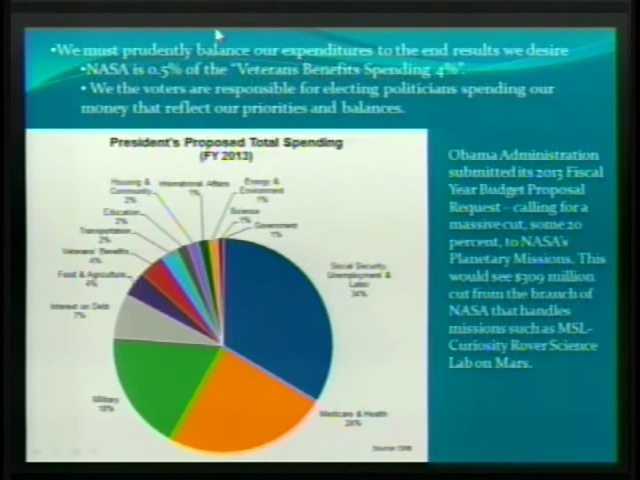 •We must prudently balance our expenditures to the end results we desire
•NASA is 0.5% of the "Veterans Benefits Spending 4%".
• We the voters are responsible for electing politicians spending our
money that reflect our priorities and balances.
President's Proposed Total Spending
(FY 2013)
Housing &
Community
2%
International Affairs
1%
Energy &
Environment
1%
Science
1%
Government
1%
Education
2%
Transportation
2%
Veterans' Benefits
4%
Food & Agriculture
4%
Interest on Debt
7%
Military
18%
Social Security,
Unemployment &
Labor
34%
Medicare & Health
24%
Source: OMB
Obama Administration
submitted its 2013 Fiscal
Year Budget Proposal
Request – calling for a
massive cut, some 20
percent, to NASA's
Planetary Missions. This
would see $309 million
cut from the branch of
NASA that handles
missions such as MSL-
Curiosity Rover Science
Lab on Mars.